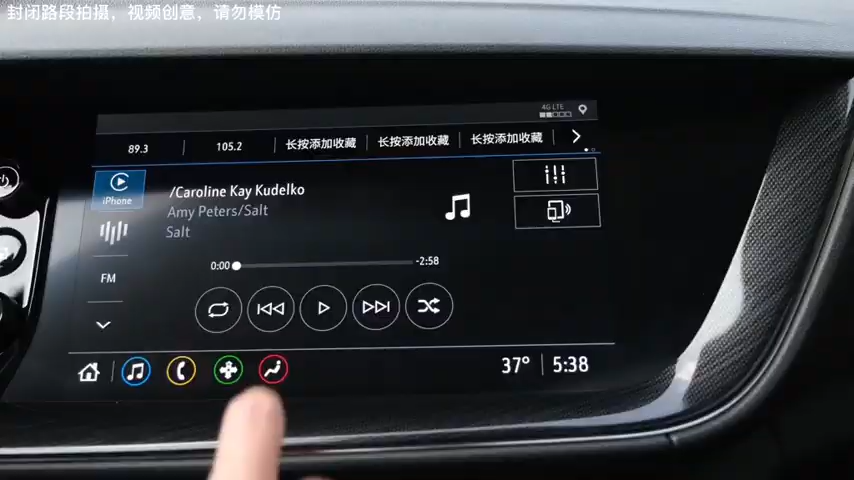 封闭路段拍摄，视频创意，请勿模仿
4G LTE
89.3
105.2
长按添加收藏
长按添加收藏
长按添加收藏
iPhone
/Caroline Kay Kudelko
Amy Peters/Salt
Salt
0:00
-2:58
FM
37°
5:38